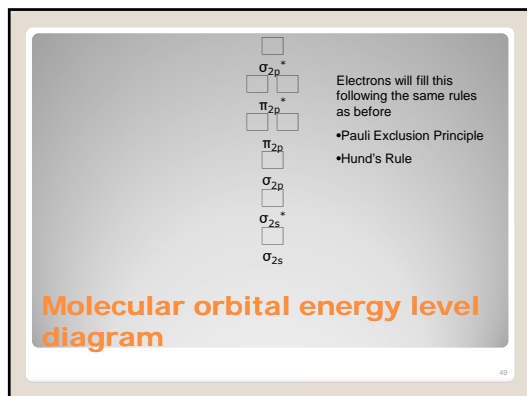 σ2p*
π2p*
π2p
σ2p
σ2s*
σ2s
Electrons will fill this
following the same rules
as before
•Pauli Exclusion Principle
•Hund's Rule
Molecular orbital energy level
diagram
49